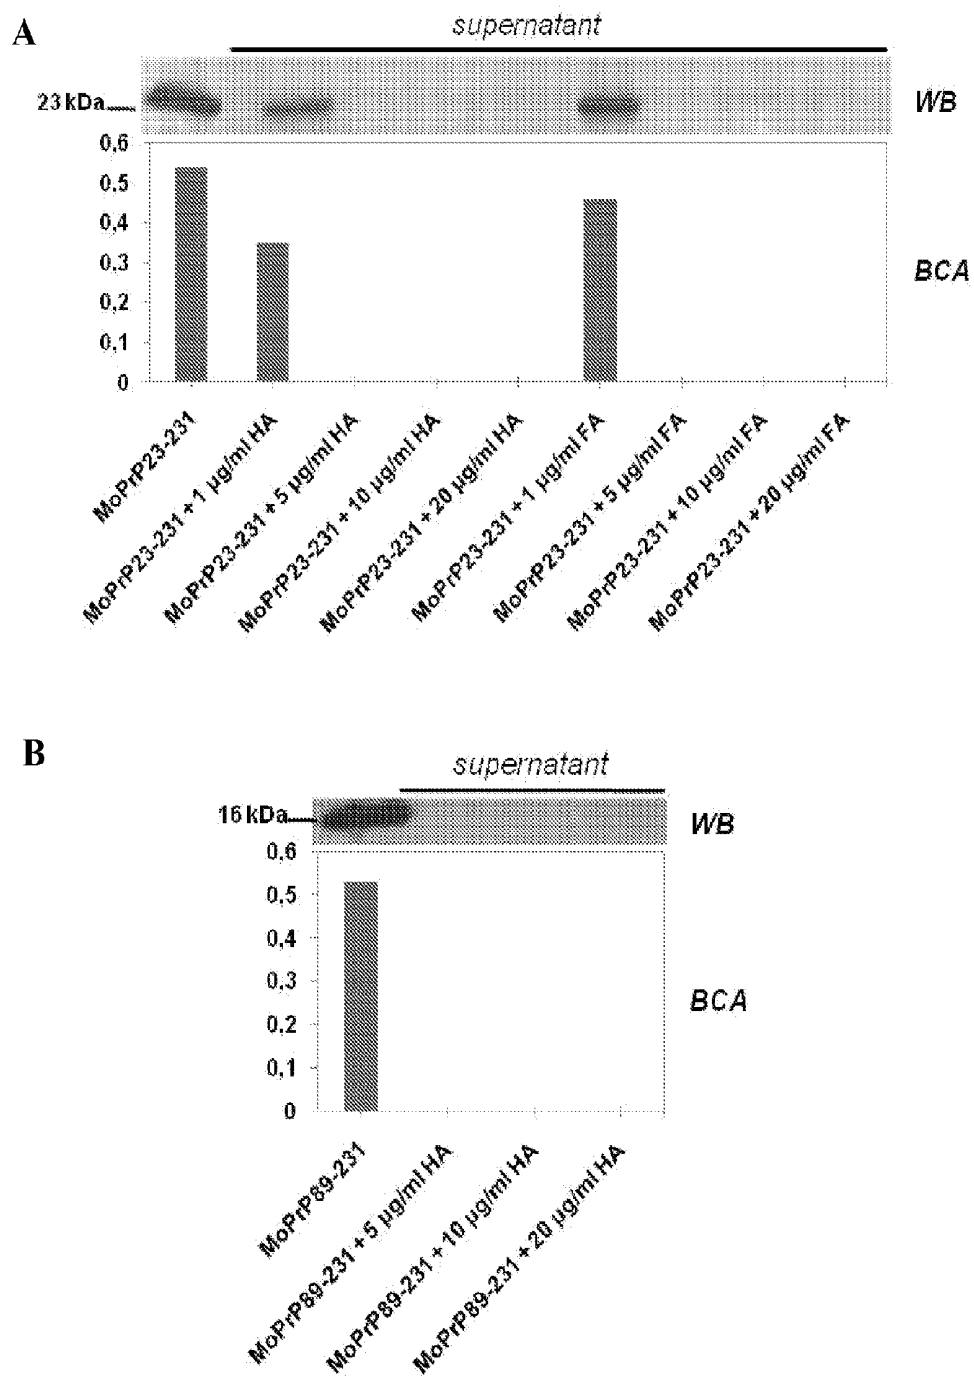 A
supernatant
23 kDa
WB
0,6
0,5
0,4
0,3
0,2
0,1
0
BCA
MoPrP23-231
MoPrP23-231 + 1 µg/ml HA
MoPrP23-231 + 5 µg/ml HA
MoPrP23-231 + 10 µg/ml HA
MoPrP23-231 + 20 µg/ml HA
MoPrP23-231 + 1 µg/ml FA
MoPrP23-231 + 5 µg/ml FA
MoPrP23-231 + 10 µg/ml FA
MoPrP23-231 + 20 µg/ml FA
B
supernatant
16 kDa
WB
0,6
0,5
0,4
0,3
0,2
0,1
0
BCA
MoPrP89-231
MoPrP89-231 + 5 µg/ml HA
MoPrP89-231 + 10 µg/ml HA
MoPrP89-231 + 20 µg/ml HA